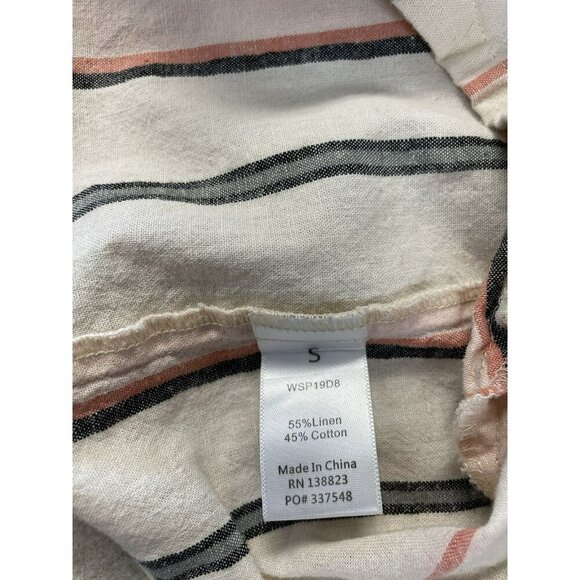 S
WSP19D8
55%Linen
45% Cotton
Made In China
RN 138823
PO# 337548